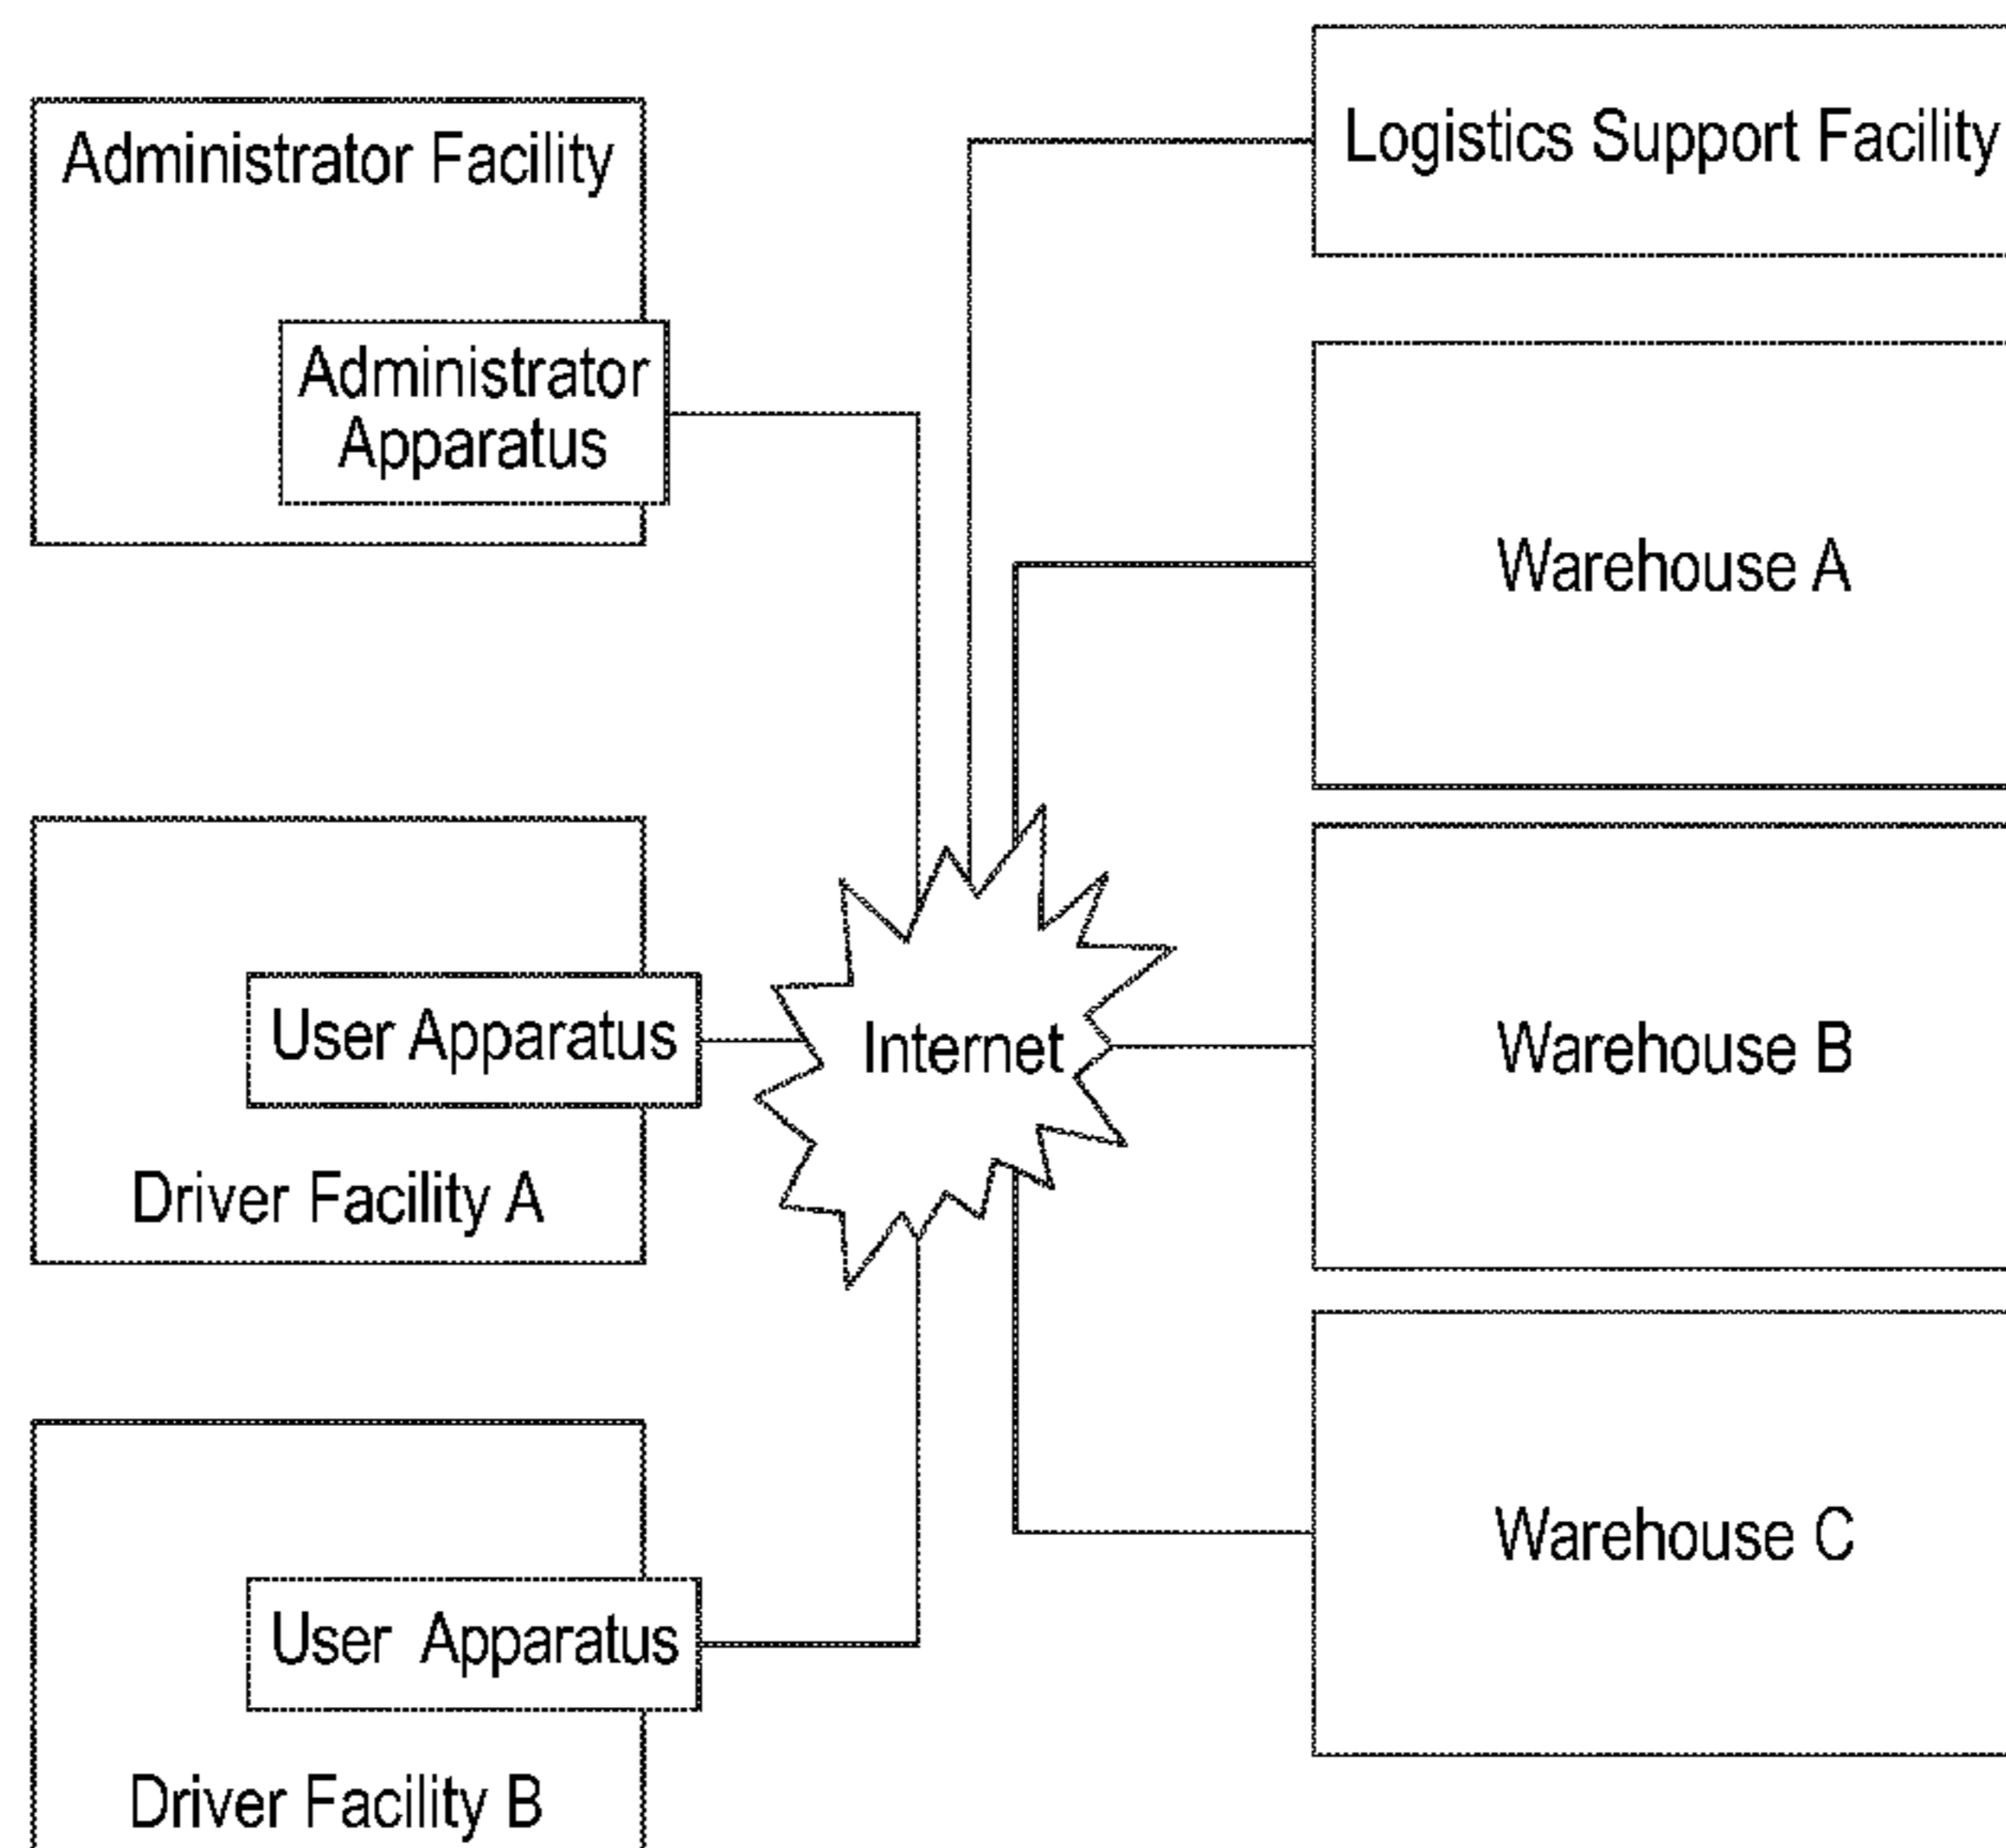 Administrator Facility
Administrator
Apparatus
User Apparatus
Driver Facility A
User Apparatus
Driver Facility B
Internet
Logistics Support Facility
Warehouse A
Warehouse B
Warehouse C